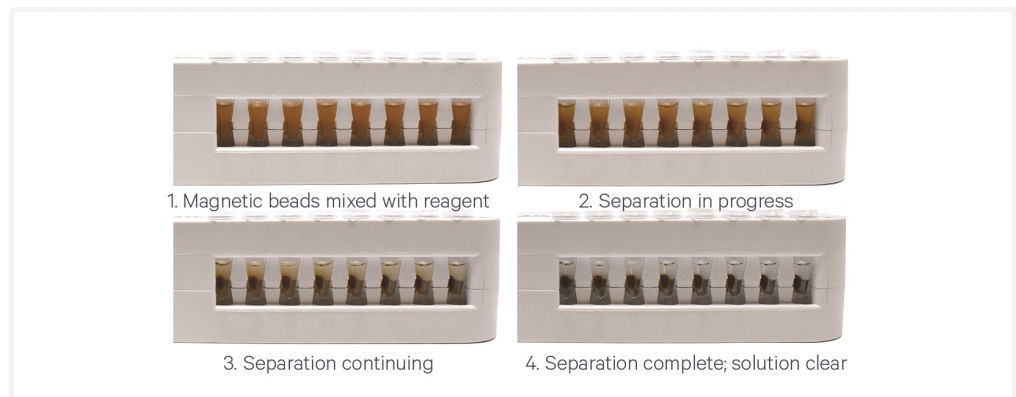 1. Magnetic beads mixed with reagent
2. Separation in progress
3. Separation continuing
4. Separation complete; solution clear